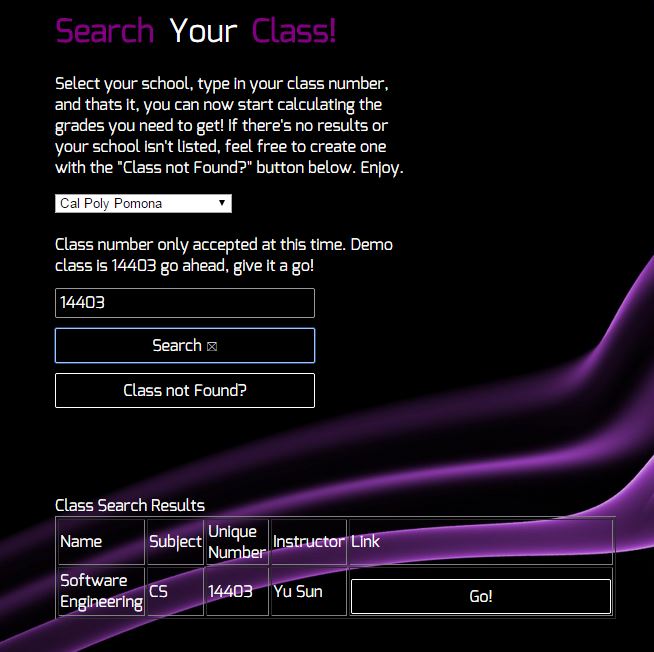 Search Your Class!
Select your school, type in your class number,
and thats it, you can now start calculating the
grades you need to get! If there's no results or
your school isn't listed, feel free to create one
with the "Class not Found?" button below. Enjoy.
Cal Poly Pomona
Class number only accepted at this time. Demo
class is 14403 go ahead, give it a go!
14403
Search
Class not Found?
Class Search Results
Name Subject Unique Number Instructor Link
Software Engineering CS 14403 Yu Sun Go!